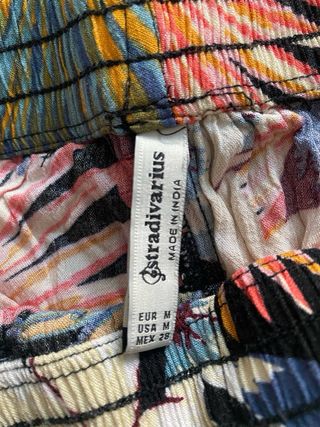 stradivarius
MADE IN INDIA
EUR M
USA M
MEX 28